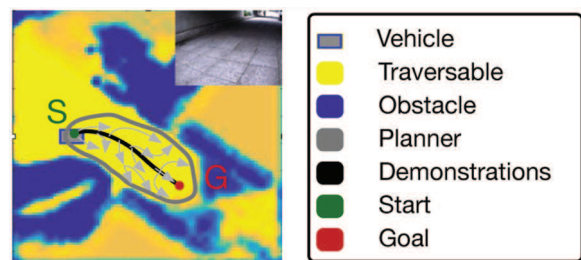 S
G
Vehicle
Traversable
Obstacle
Planner
Demonstrations
Start
Goal